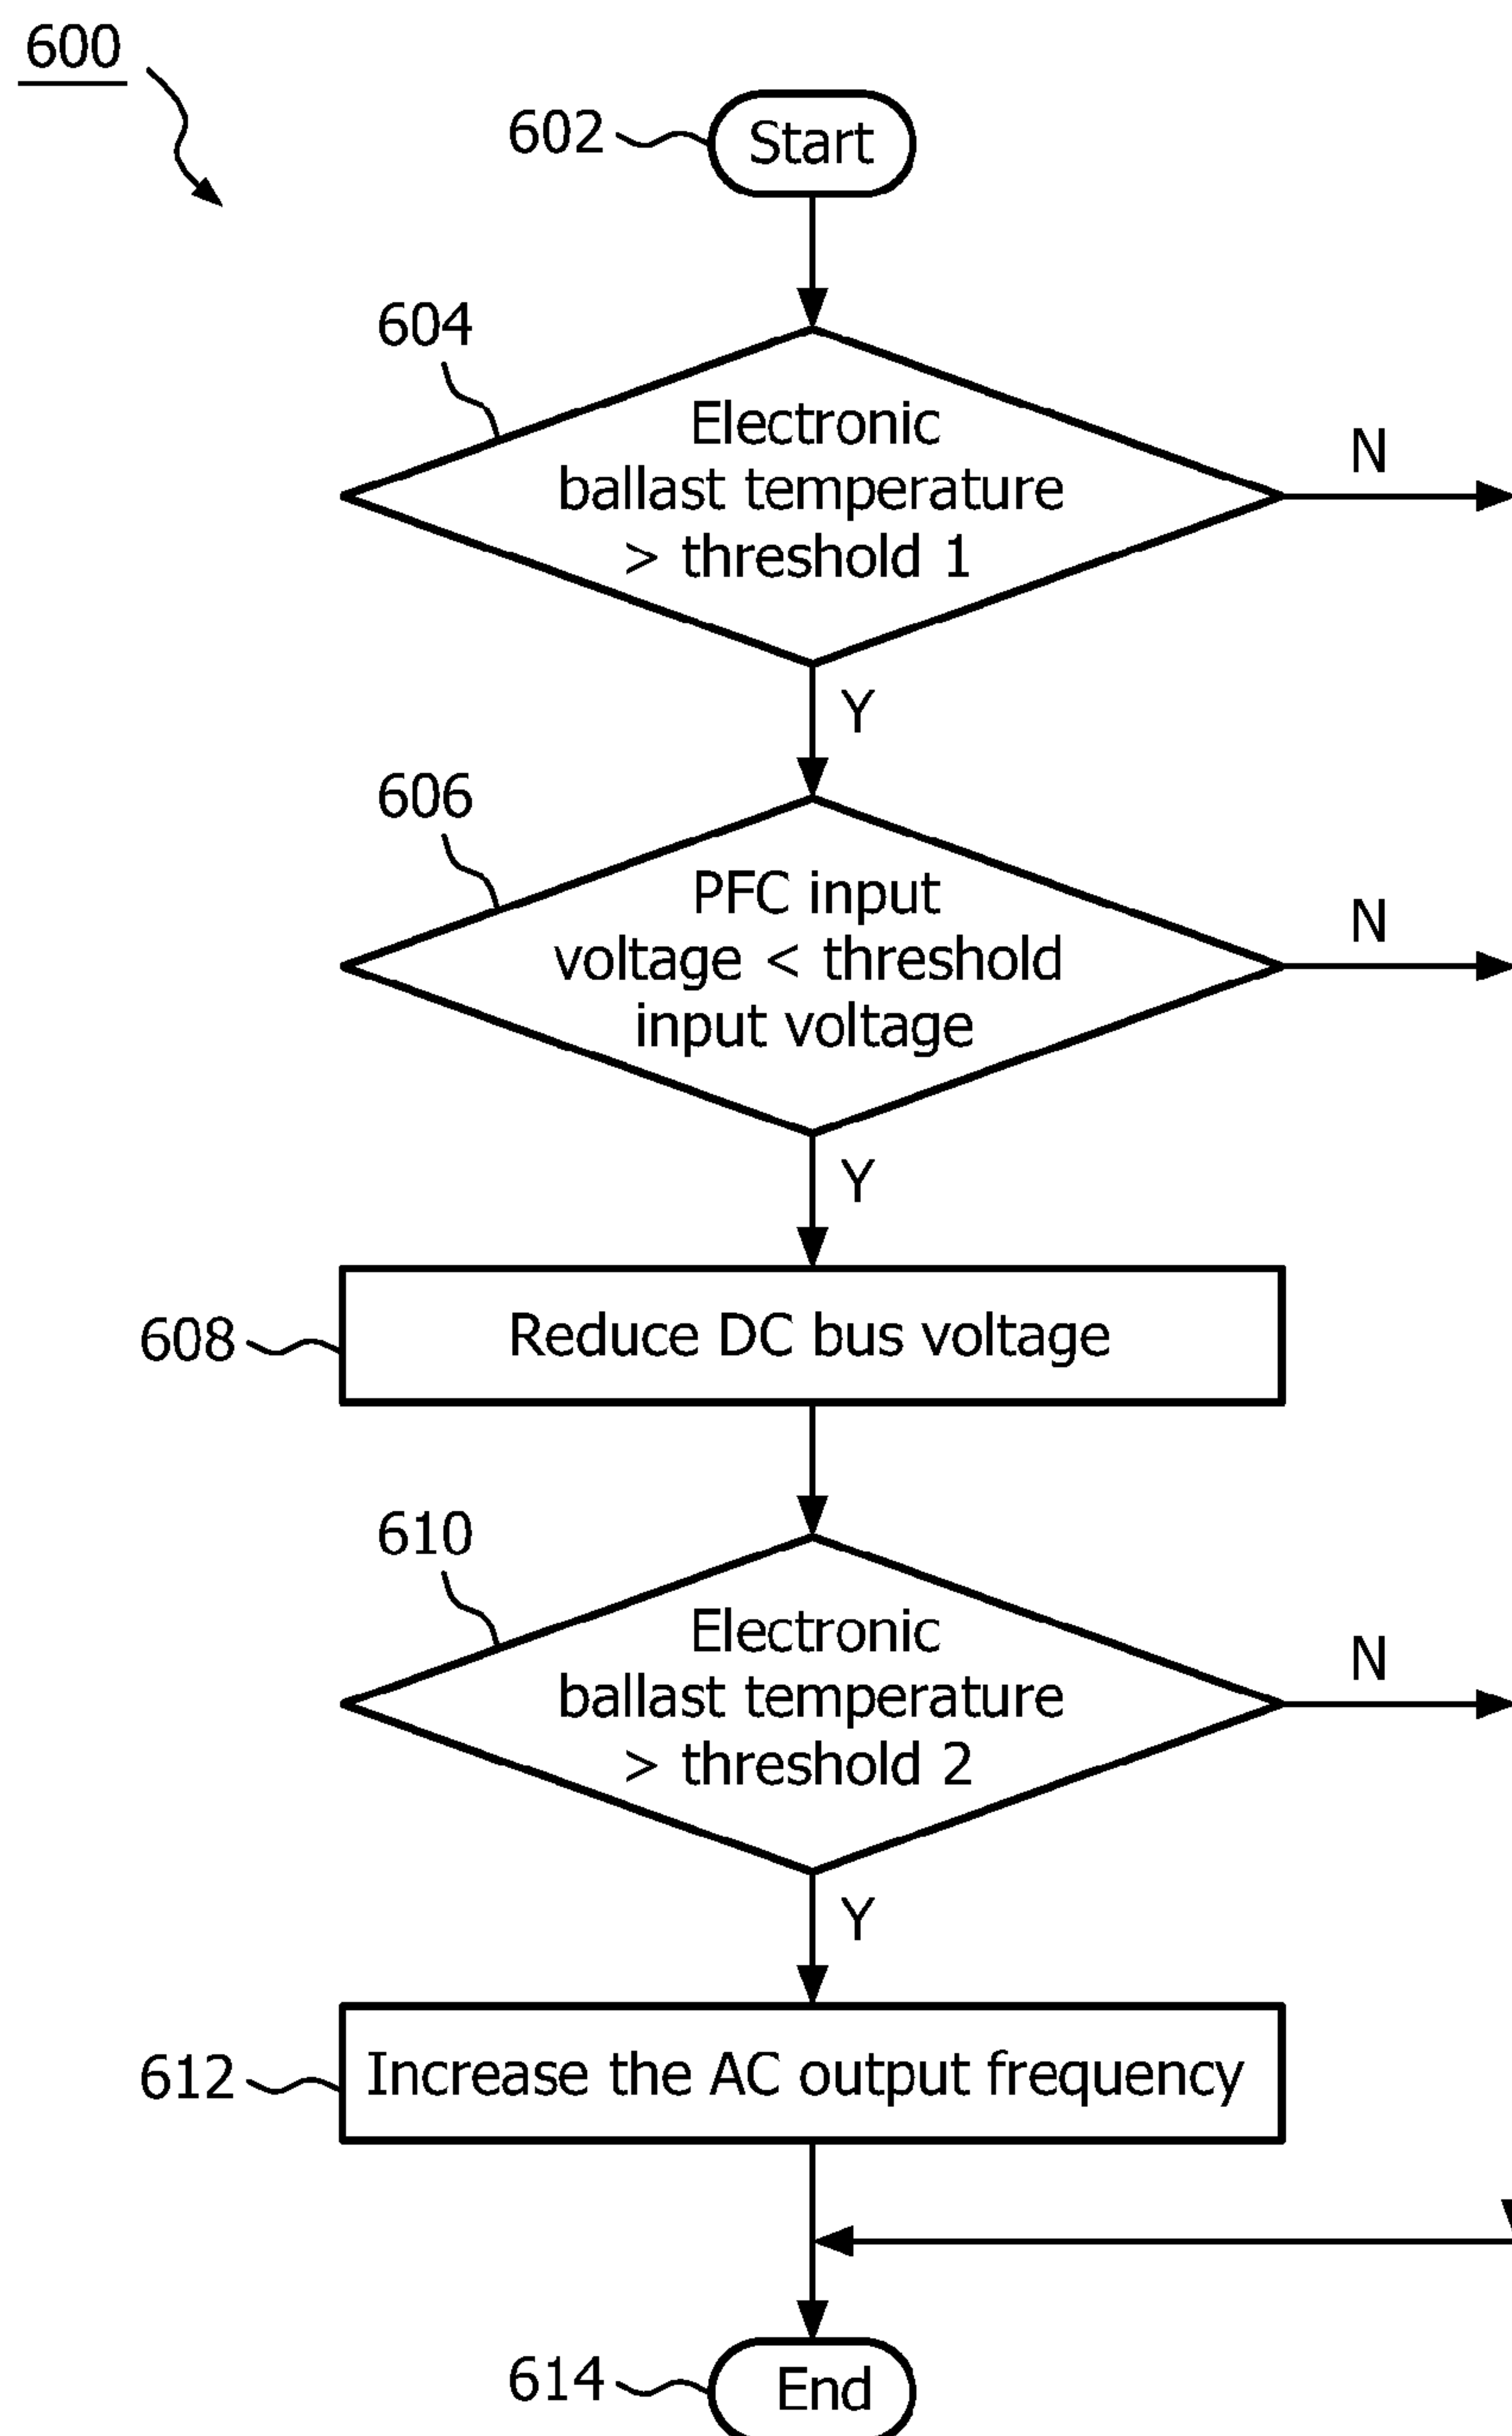 600
602
Start
604
Electronic
ballast temperature
> threshold 1
N
Y
606
PFC input
voltage < threshold
input voltage
N
Y
608
Reduce DC bus voltage
610
Electronic
ballast temperature
> threshold 2
N
Y
612
Increase the AC output frequency
614
End